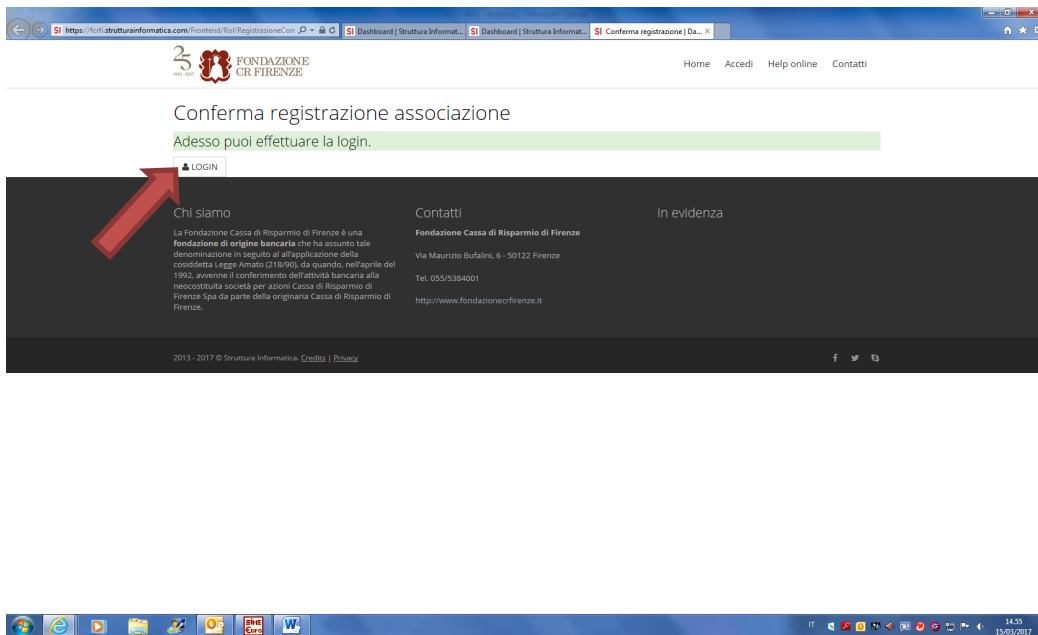 https://fcrfi.strutturainformatica.com/Frontend/Rol/RegistrazioneCon
SI Dashboard | Struttura Informat...
SI Dashboard | Struttura Informat...
SI Conferma registrazione | Da...
25
1992 - 2017
FONDAZIONE
CR FIRENZE
Home Accedi Help online Contatti
Conferma registrazione associazione
Adesso puoi effettuare la login.
LOGIN
Chi siamo
La Fondazione Cassa di Risparmio di Firenze è una
fondazione di origine bancaria che ha assunto tale
denominazione in seguito al all'applicazione della
cosiddetta Legge Amato (218/90), da quando, nell'aprile del
1992, avvenne il conferimento dell'attività bancaria alla
neocostituita società per azioni Cassa di Risparmio di
Firenze Spa da parte della originaria Cassa di Risparmio di
Firenze.
Contatti
Fondazione Cassa di Risparmio di Firenze
Via Maurizio Bufalini, 6 - 50122 Firenze
Tel. 055/5384001
http://www.fondazionecrfirenze.it
In evidenza
2013 - 2017 © Struttura Informatica. Credits | Privacy
IT
14.55
15/03/2017